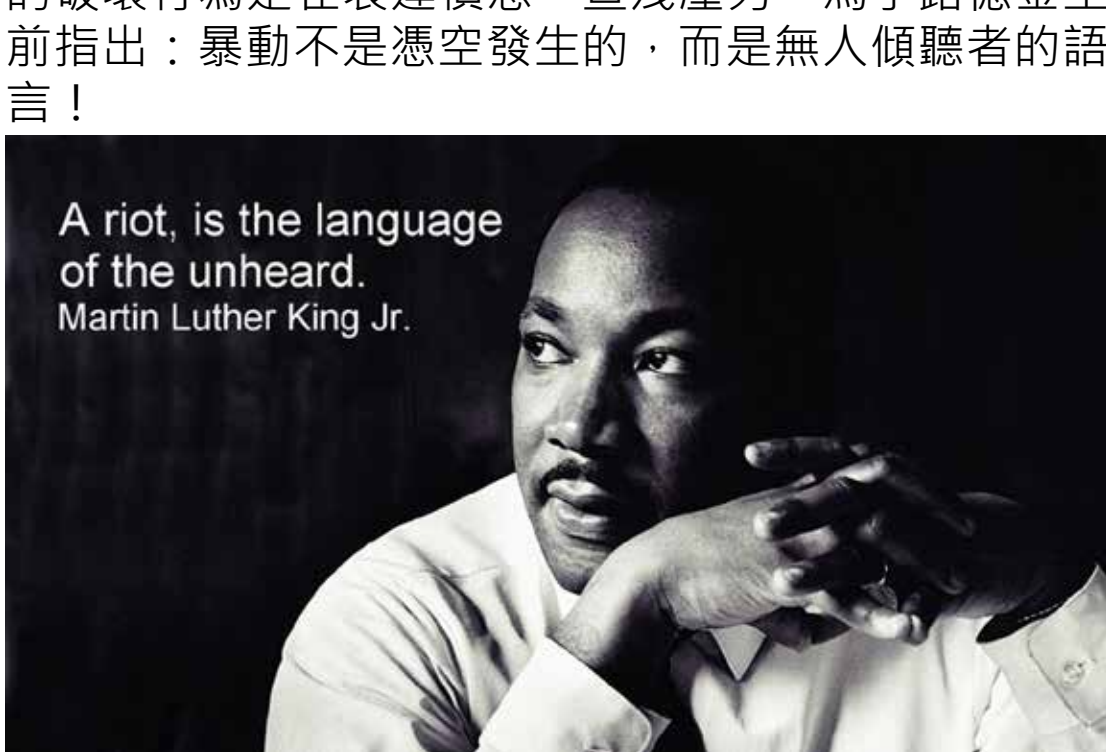 前指出：暴動不是憑空發生的，而是無人傾聽者的語
言！
A riot, is the language
of the unheard.
Martin Luther King Jr.